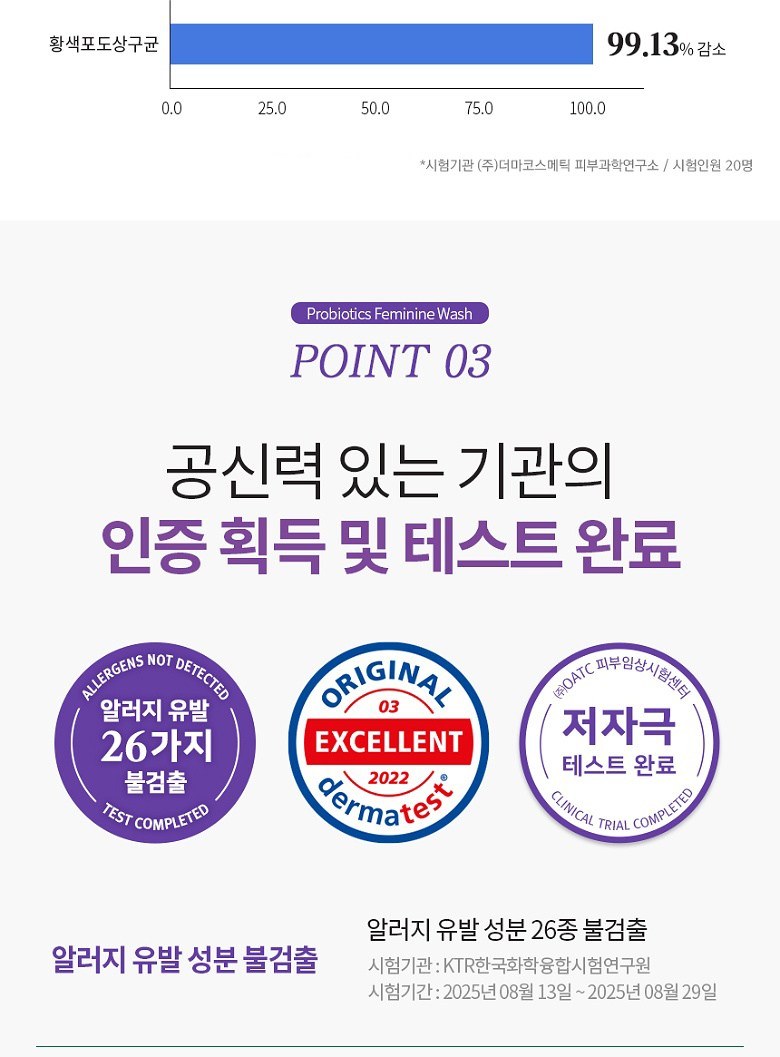 황색포도상구균
99.13% 감소
0.0 25.0 50.0 75.0 100.0
*시험기관 (주)더마코스메틱 피부과학연구소 / 시험인원 20명
Probiotics Feminine Wash
POINT 03
공신력 있는 기관의
인증 획득 및 테스트 완료
ALLERGENS NOT DETECTED
알러지 유발
26가지
불검출
TEST COMPLETED
ORIGINAL
03
EXCELLENT
2022
dermatest®
㈜OATC 피부임상시험센터
저자극
테스트 완료
CLINICAL TRIAL COMPLETED
알러지 유발 성분 불검출
알러지 유발 성분 26종 불검출
시험기관 : KTR한국화학융합시험연구원
시험기간 : 2025년 08월 13일 ~ 2025년 08월 29일